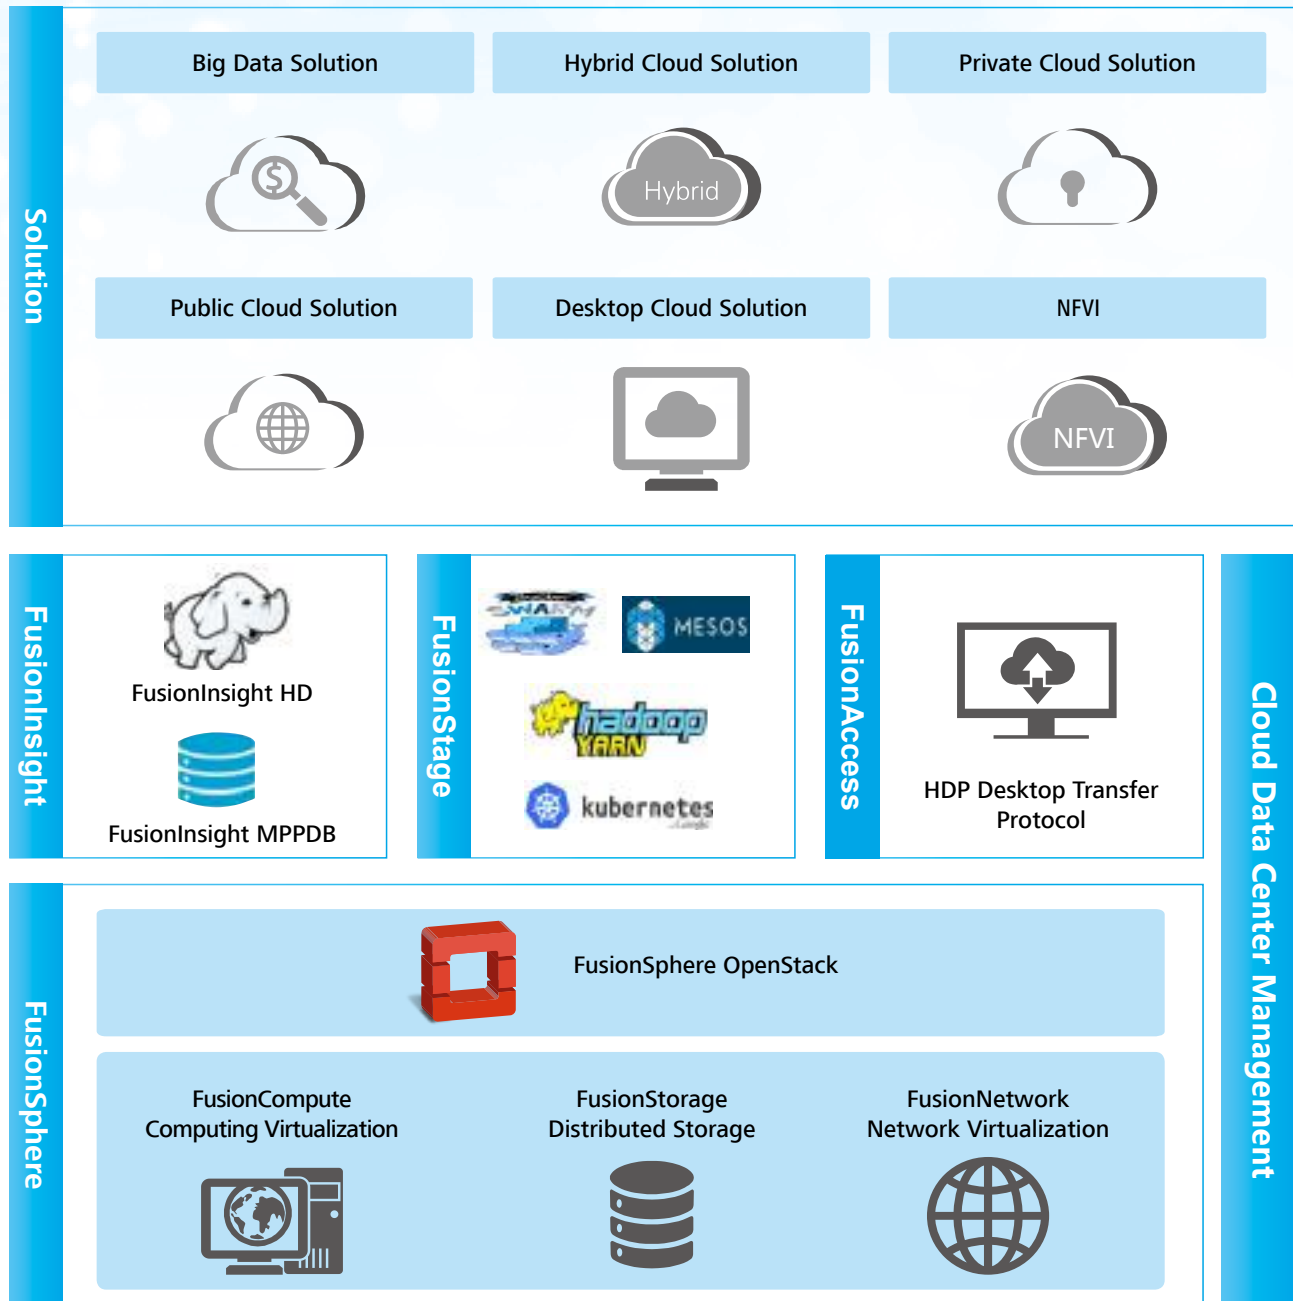 Solution
Big Data Solution
Hybrid Cloud Solution
Private Cloud Solution
$
Hybrid
Public Cloud Solution
Desktop Cloud Solution
NFVI
NFVI
FusionInsight
FusionInsight HD
FusionInsight MPPDB
FusionStage
SWARM
MESOS
hadoop
YARN
kubernetes
FusionAccess
HDP Desktop Transfer
Protocol
Cloud Data Center Management
FusionSphere
FusionSphere OpenStack
FusionCompute
Computing Virtualization
FusionStorage
Distributed Storage
FusionNetwork
Network Virtualization